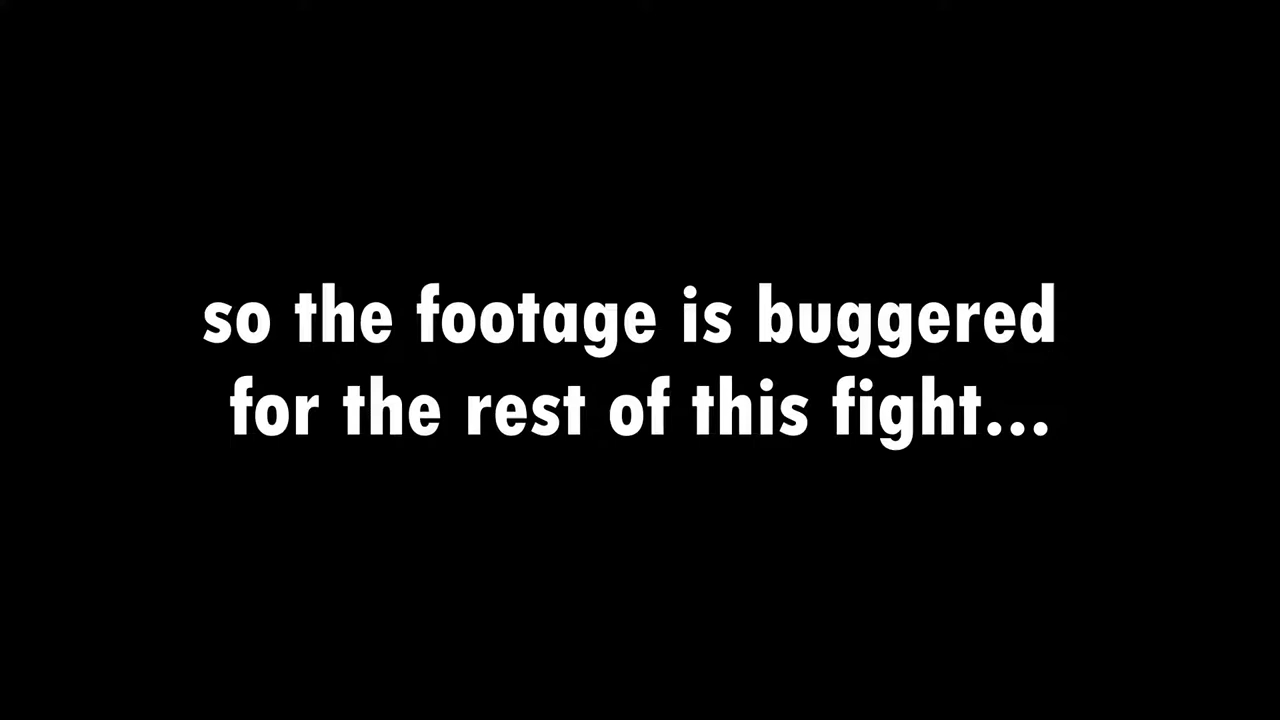 so the footage is buggered
for the rest of this fight...